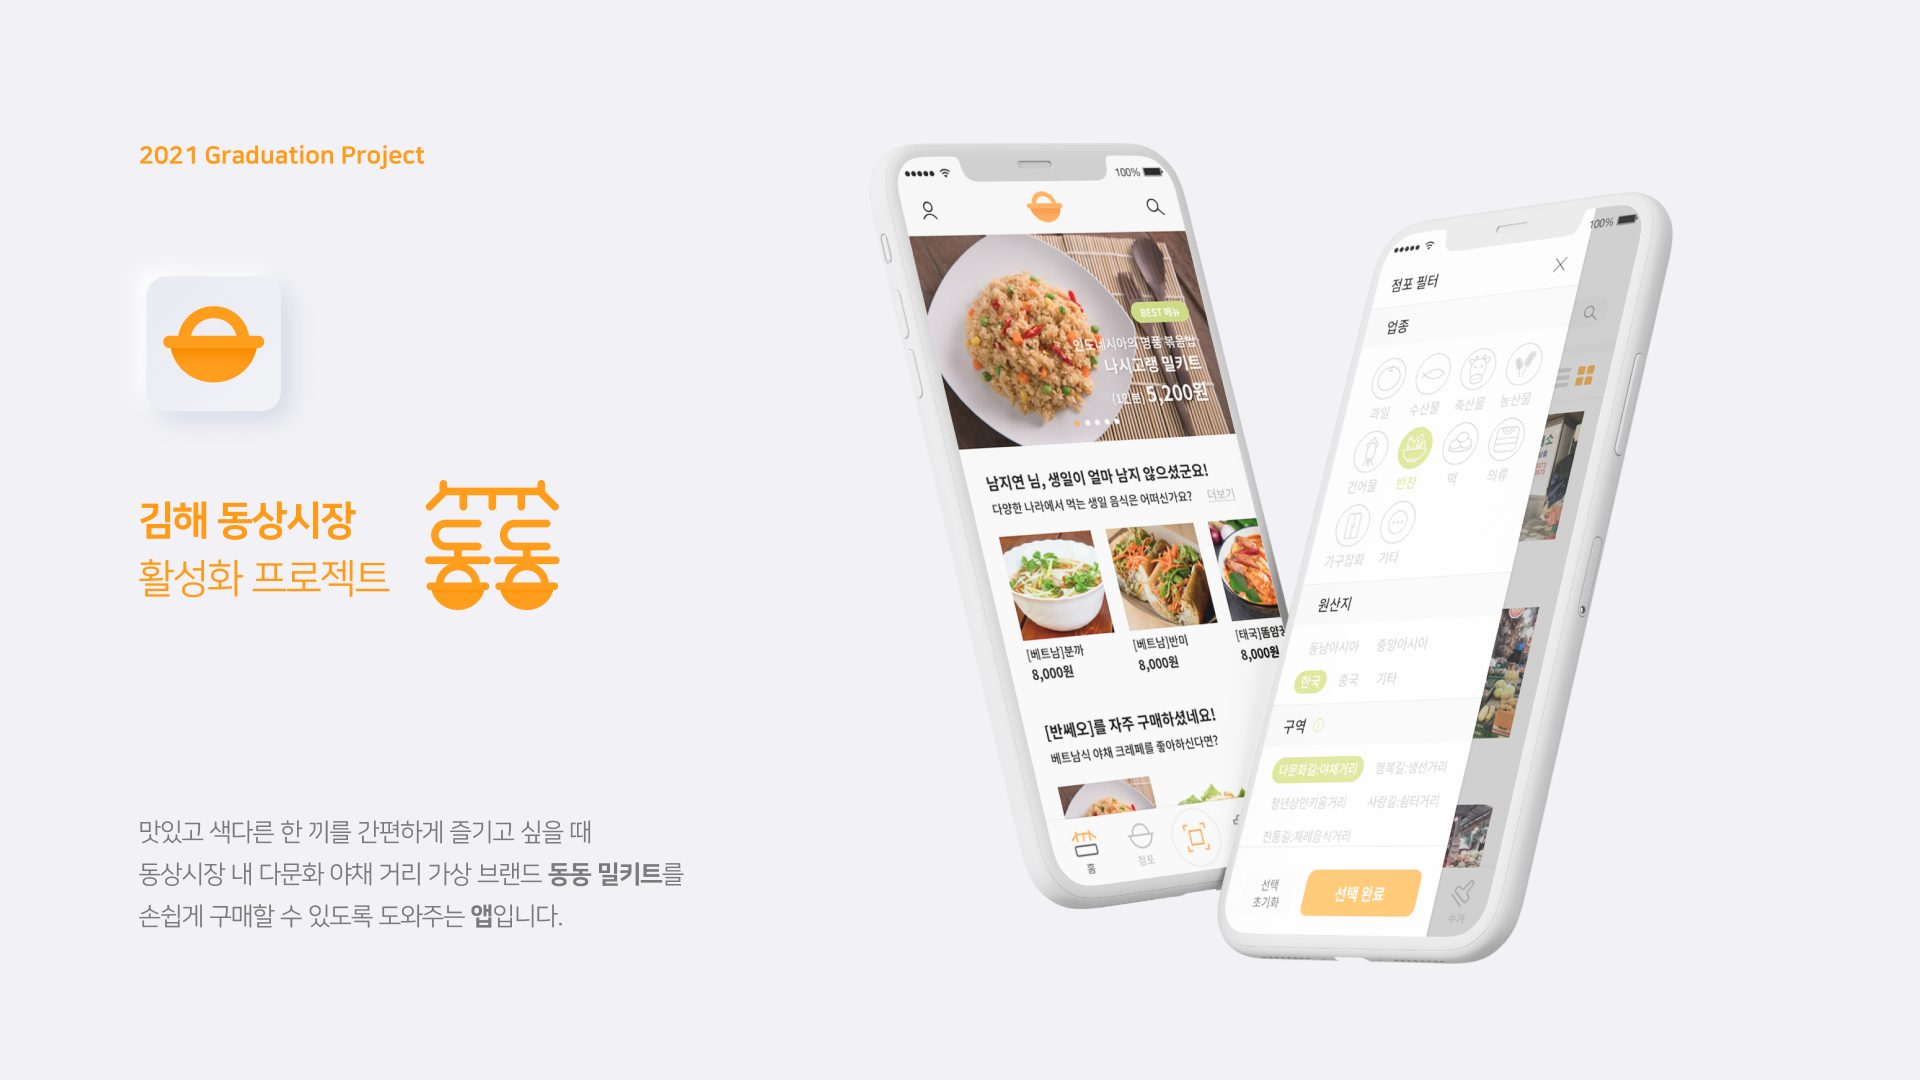 2021 Graduation Project
김해 동상시장
활성화 프로젝트
동동
맛있고 색다른 한 끼를 간편하게 즐기고 싶을 때
동상시장 내 다문화 야채 거리 가상 브랜드 동동 밀키트를
손쉽게 구매할 수 있도록 도와주는 앱입니다.
100%
BEST 메뉴
인도네시아의 명품 볶음밥
나시고랭 밀키트
(1인분) 5,200원
남지연 님, 생일이 얼마 남지 않으셨군요!
다양한 나라에서 먹는 생일 음식은 어떠신가요? 더보기
[베트남]분까
8,000원
[베트남]반미
8,000원
[태국]똠얌
8,000원
[반쎄오]를 자주 구매하셨네요!
베트남식 야채 크레페를 좋아하신다면?
홈
점포
100%
점포 필터
업종
과일 수산물 축산물 농산물
건어물 반찬 떡 의류
가구잡화 기타
원산지
동남아시아 중앙아시아
한국 중국 기타
구역
다문화길:야채거리 행복길:생선거리
청년상인키움거리 사랑길:쉼터거리
전통길:제례음식거리
선택
초기화
선택 완료
수거